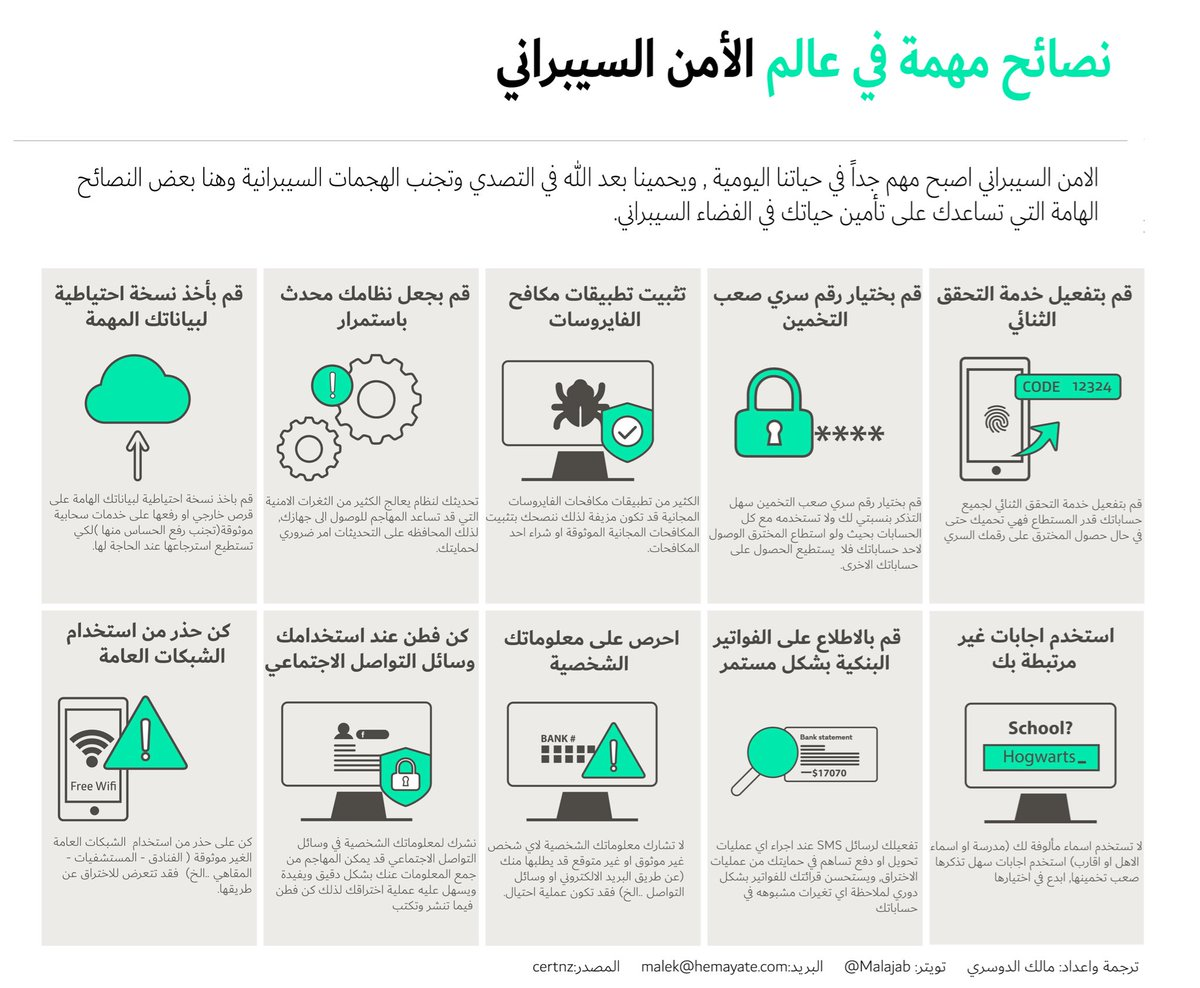 نصائح مهمة في عالم الأمن السيبراني
الامن السيبراني اصبح مهم جداً في حياتنا اليومية , ويحمينا بعد الله في التصدي وتجنب الهجمات السيبرانية وهنا بعض النصائح
الهامة التي تساعدك على تأمين حياتك في الفضاء السيبراني.
قم بتفعيل خدمة التحقق
الثنائي
CODE 12324
قم بتفعيل خدمة التحقق الثنائي لجميع
حساباتك قدر المستطاع فهي تحميك حتى
في حال حصول المخترق على رقمك السري
قم بختيار رقم سري صعب
التخمين
****
قم بختيار رقم سري صعب التخمين سهل
التذكر بنسبتي لك ولا تستخدمه مع كل
الحسابات بحيث ولو استطاع المخترق الوصول
لاحد حساباتك فلا يستطيع الحصول على
حساباتك الاخرى.
تثبيت تطبيقات مكافح
الفايروسات
الكثير من تطبيقات مكافحات الفايروسات
المجانية قد تكون مزيفة لذلك ننصحك بتثبيت
المكافحات المجانية الموثوقة او شراء احد
المكافحات.
قم بجعل نظامك محدث
باستمرار
!
تحديثك لنظام يعالج الكثير من الثغرات الامنية
التي قد تساعد المهاجم للوصول الى جهازك,
لذلك المحافظه على التحديثات امر ضروري
لحمايتك.
قم بأخذ نسخة احتياطية
لبياناتك المهمة
قم باخذ نسخة احتياطية لبياناتك الهامة على
قرص خارجي او رفعها على خدمات سحابية
موثوقة(تجنب رفع الحساس منها )لكي
تستطيع استرجاعها عند الحاجة لها.
استخدم اجابات غير
مرتبطة بك
School?
Hogwarts_
لا تستخدم اسماء مألوفة لك (مدرسة او اسماء
الاهل او اقارب) استخدم اجابات سهل تذكرها
صعب تخمينها, ابدع في اختيارها
قم بالاطلاع على الفواتير
البنكية بشكل مستمر
Bank statement
—$17070
تفعيلك لرسائل SMS عند اجراء اي عمليات
تحويل او دفع تساهم في حمايتك من عمليات
الاختراق, ويستحسن قرائتك للفواتير بشكل
دوري لملاحظة اي تغيرات مشبوهه في
حساباتك
احرص على معلوماتك
الشخصية
BANK #
!
لا تشارك معلوماتك الشخصية لاي شخص
غير موثوق او غير متوقع قد يطلبها منك
(عن طريق البريد الالكتروني او وسائل
التواصل ..الخ) فقد تكون عملية احتيال.
كن فطن عند استخدامك
وسائل التواصل الاجتماعي
f
نشرك لمعلوماتك الشخصية في وسائل
التواصل الاجتماعي قد يمكن المهاجم من
جمع المعلومات عنك بشكل دقيق ويفيدة
ويسهل عليه عملية اختراقك لذلك كن فطن
فيما تنشر وتكتب
كن حذر من استخدام
الشبكات العامة
!
Free Wifi
كن على حذر من استخدام الشبكات العامة
الغير موثوقة ( الفنادق - المستشفيات -
المقاهي ..الخ) فقد تتعرض للاختراق عن
طريقها.
ترجمة واعداد: مالك الدوسري تويتر: Malajab@ البريد:malek@hemayate.com المصدر:certnz